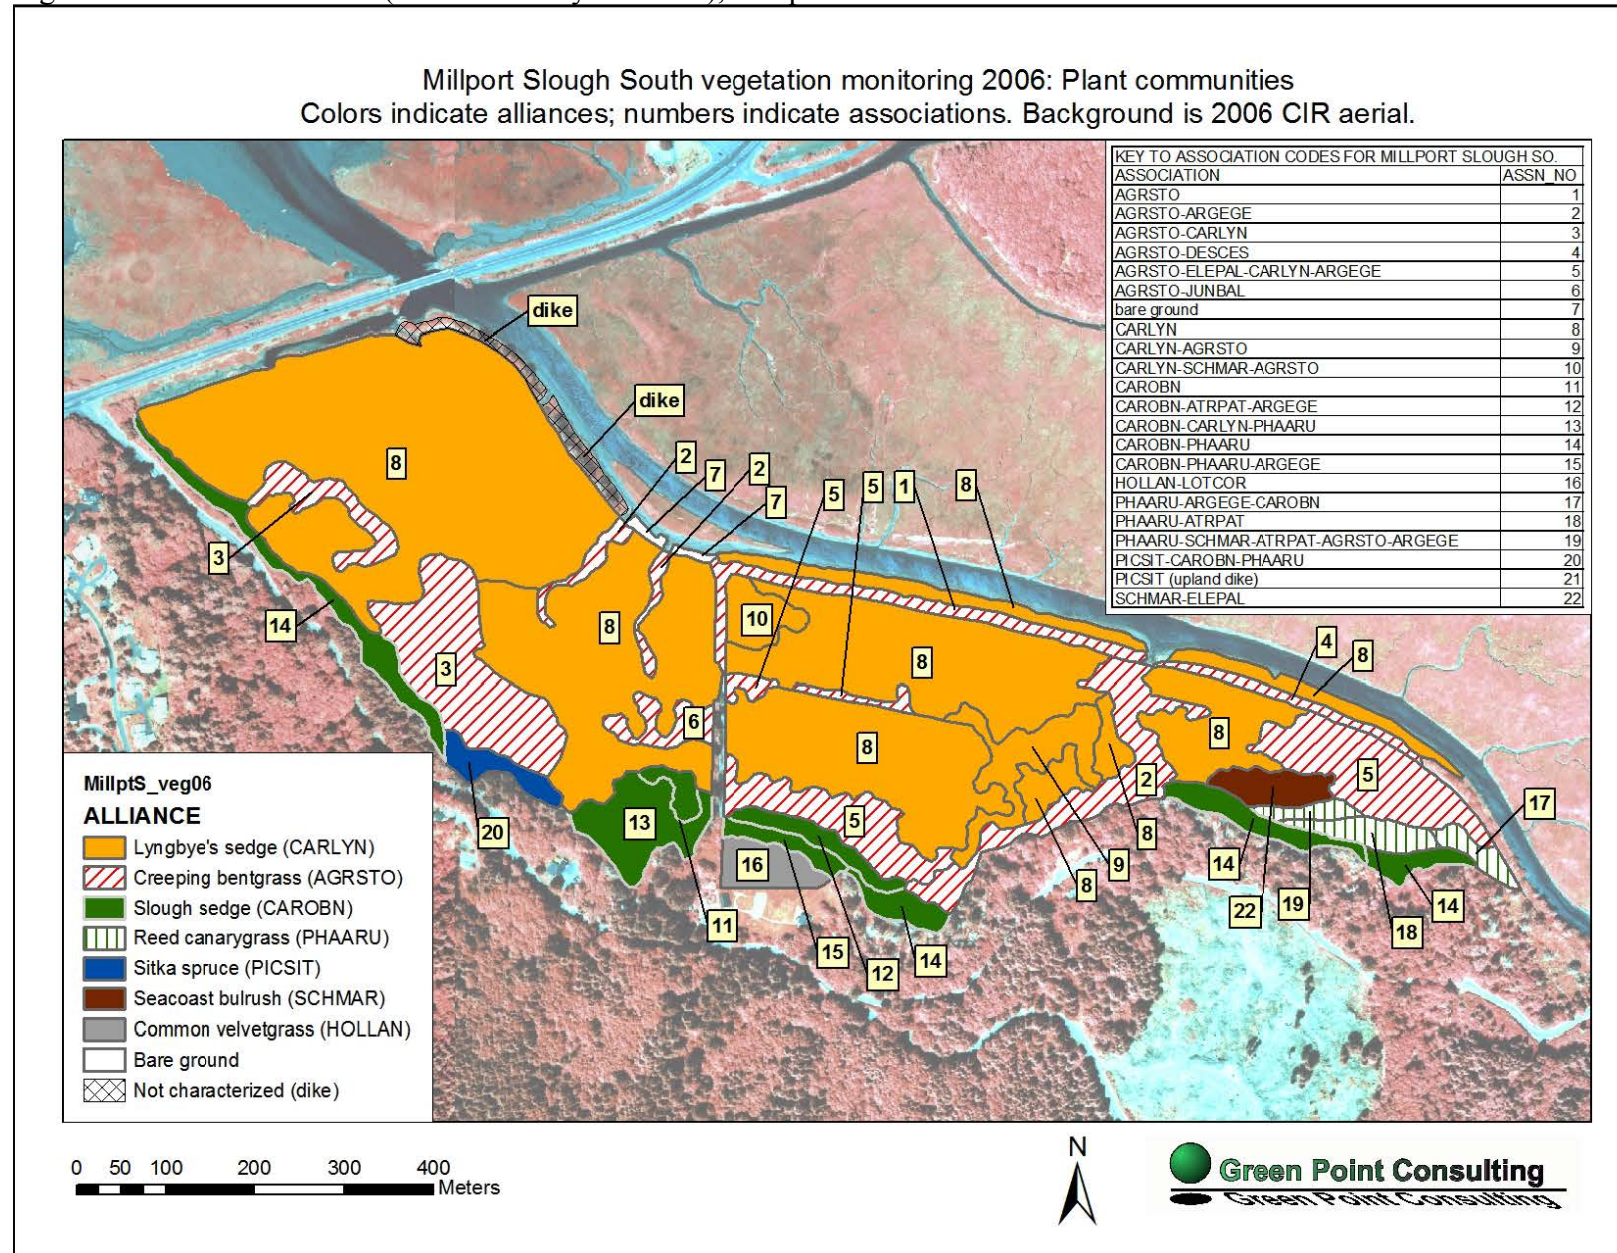 Millport Slough South vegetation monitoring 2006: Plant communities
Colors indicate alliances; numbers indicate associations. Background is 2006 CIR aerial.
KEY TO ASSOCIATION CODES FOR MILLPORT SLOUGH SO.
ASSOCIATION ASSN_NO
AGRSTO 1
AGRSTO-ARGEGE 2
AGRSTO-CARLYN 3
AGRSTO-DESCES 4
AGRSTO-ELEPAL-CARLYN-ARGEGE 5
AGRSTO-JUNBAL 6
bare ground 7
CARLYN 8
CARLYN-AGRSTO 9
CARLYN-SCHMAR-AGRSTO 10
CAROBN 11
CAROBN-ATRPAT-ARGEGE 12
CAROBN-CARLYN-PHAARU 13
CAROBN-PHAARU 14
CAROBN-PHAARU-ARGEGE 15
HOLLAN-LOTCOR 16
PHAARU-ARGEGE-CAROBN 17
PHAARU-ATRPAT 18
PHAARU-SCHMAR-ATRPAT-AGRSTO-ARGEGE 19
PICSIT-CAROBN-PHAARU 20
PICSIT (upland dike) 21
SCHMAR-ELEPAL 22
dike
dike
8
2
7
2
7
5
5
1
8
3
14
8
10
8
4
8
3
6
8
8
5
2
17
20
13
5
8
16
9
8
14
22
19
18
14
11
15
12
14
MillptS_veg06
ALLIANCE
Lyngbye's sedge (CARLYN)
Creeping bentgrass (AGRSTO)
Slough sedge (CAROBN)
Reed canarygrass (PHAARU)
Sitka spruce (PICSIT)
Seacoast bulrush (SCHMAR)
Common velvetgrass (HOLLAN)
Bare ground
Not characterized (dike)
0 50 100 200 300 400
Meters
N
Green Point Consulting
Green Point Consulting